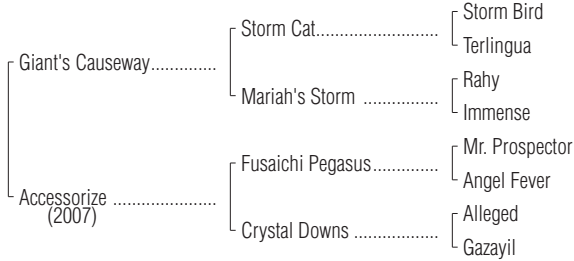 Storm Bird
Storm Cat........................
Terlingua
Giant's Causeway.............
Rahy
Mariah's Storm ...............
Immense
Mr. Prospector
Fusaichi Pegasus.............
Angel Fever
Accessorize ....................
(2007)
Alleged
Crystal Downs .................
Gazayil